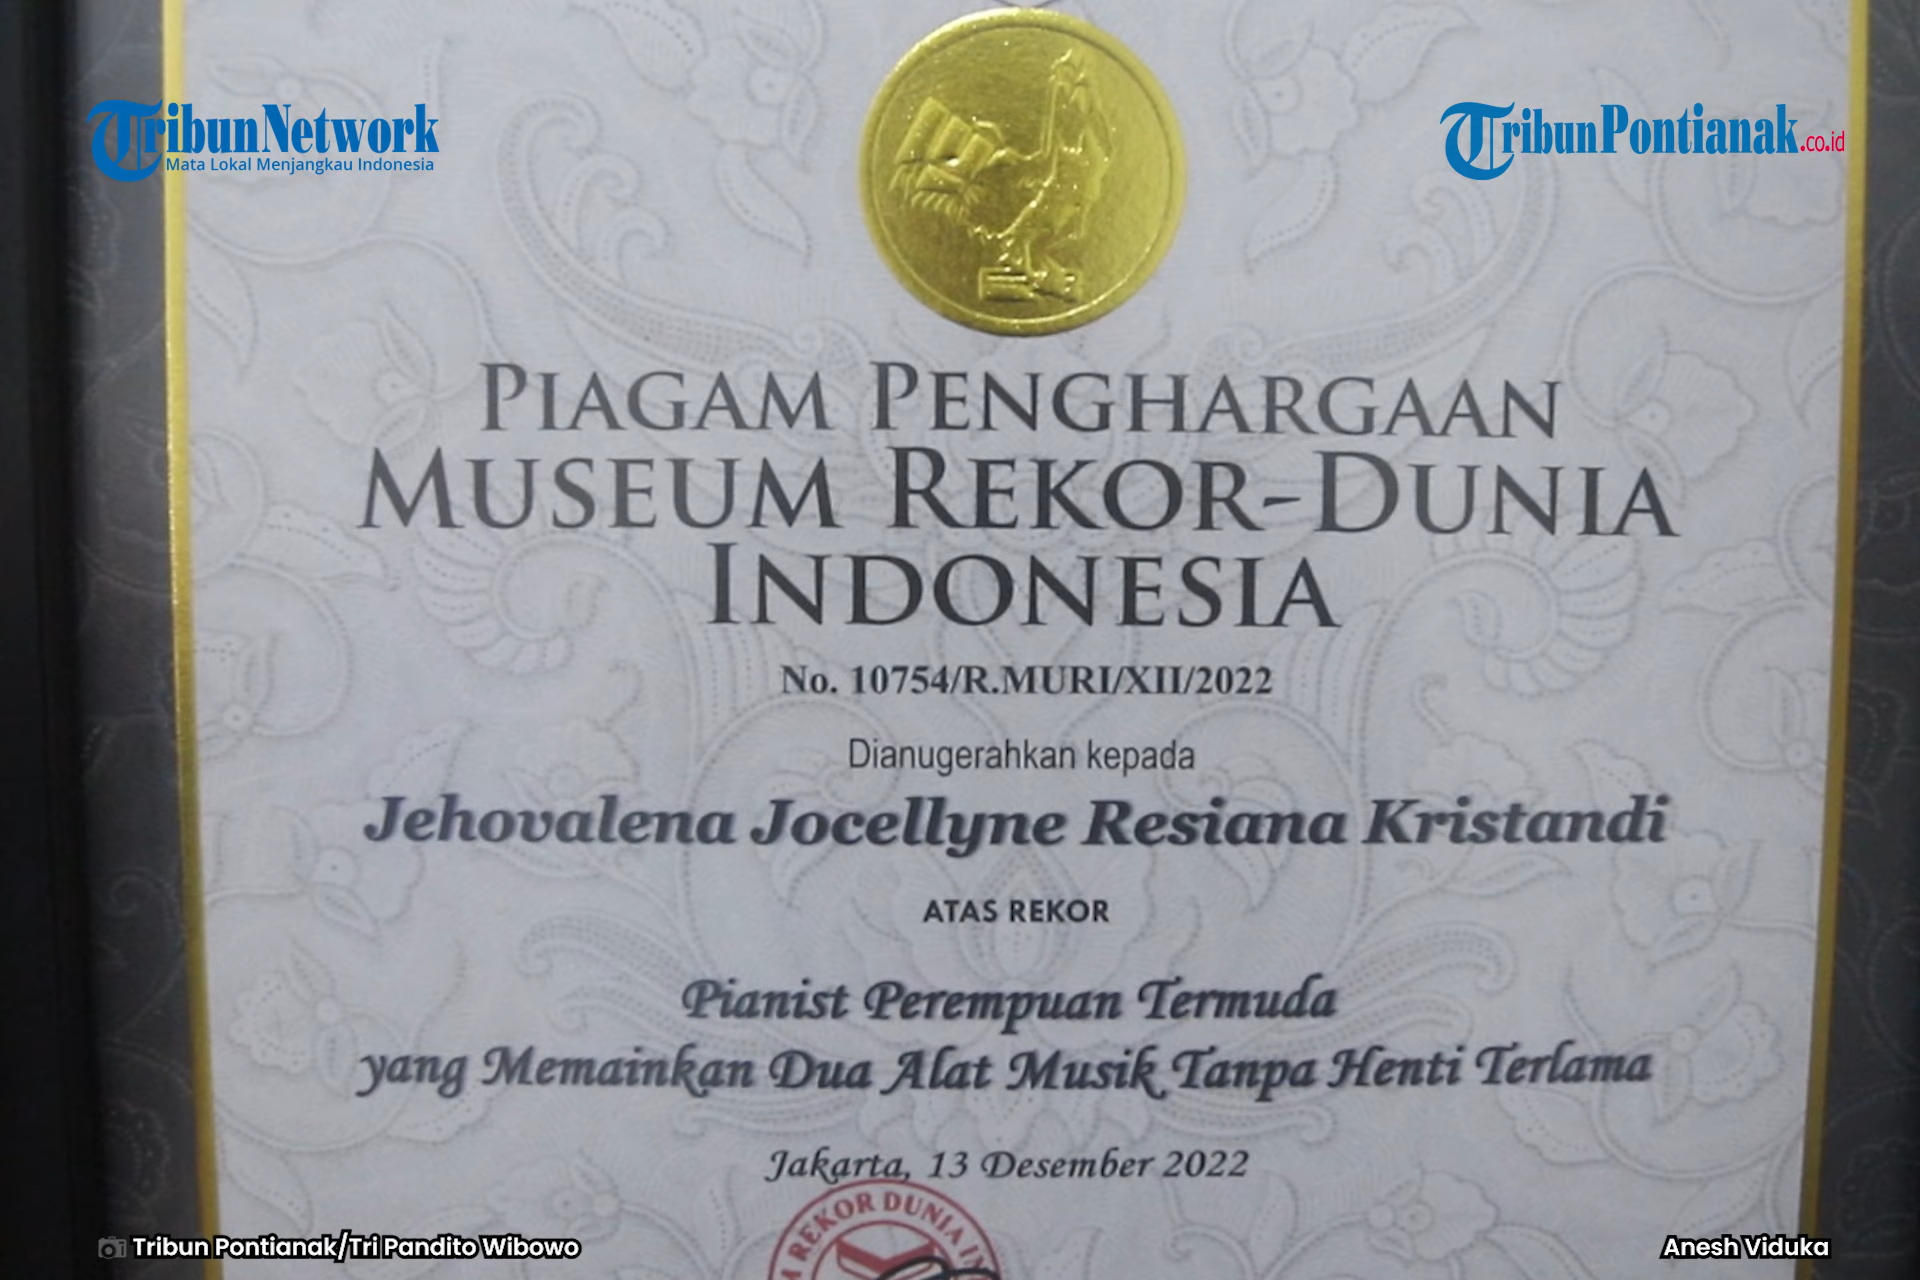 TribunNetwork
Mata Lokal Menjangkau Indonesia
TribunPontianak.co.id
PIAGAM PENGHARGAAN
MUSEUM REKOR-DUNIA
INDONESIA
No. 10754/R.MURI/XII/2022
Dianugerahkan kepada
Jehovalena Jocellyne Resiana Kristandi
ATAS REKOR
Pianist Perempuan Termuda
yang Memainkan Dua Alat Musik Tanpa Henti Terlama
Jakarta, 13 Desember 2022
REKOR DUNIA
Tribun Pontianak/Tri Pandito Wibowo
Anesh Viduka